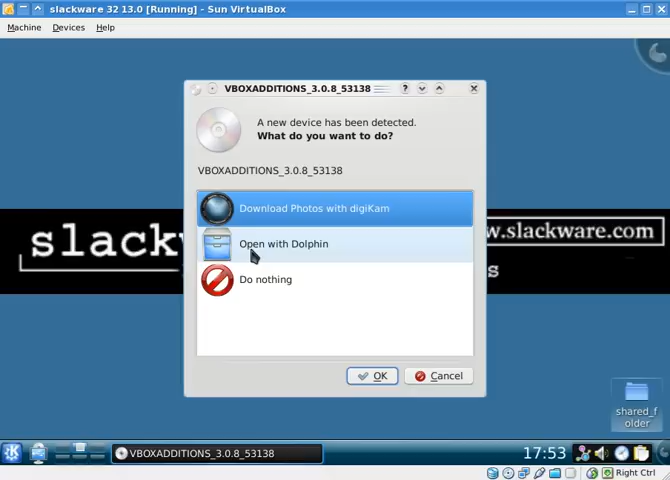 slackware 32 13.0 [Running] - Sun VirtualBox
Machine Devices Help
VBOXADDITIONS_3.0.8_53138
A new device has been detected.
What do you want to do?
VBOXADDITIONS_3.0.8_53138
Download Photos with digiKam
Open with Dolphin
Do nothing
slackw
w.slackware.com
s
OK
Cancel
shared_f
older
VBOXADDITIONS_3.0.8_53138
17:53
Right Ctrl